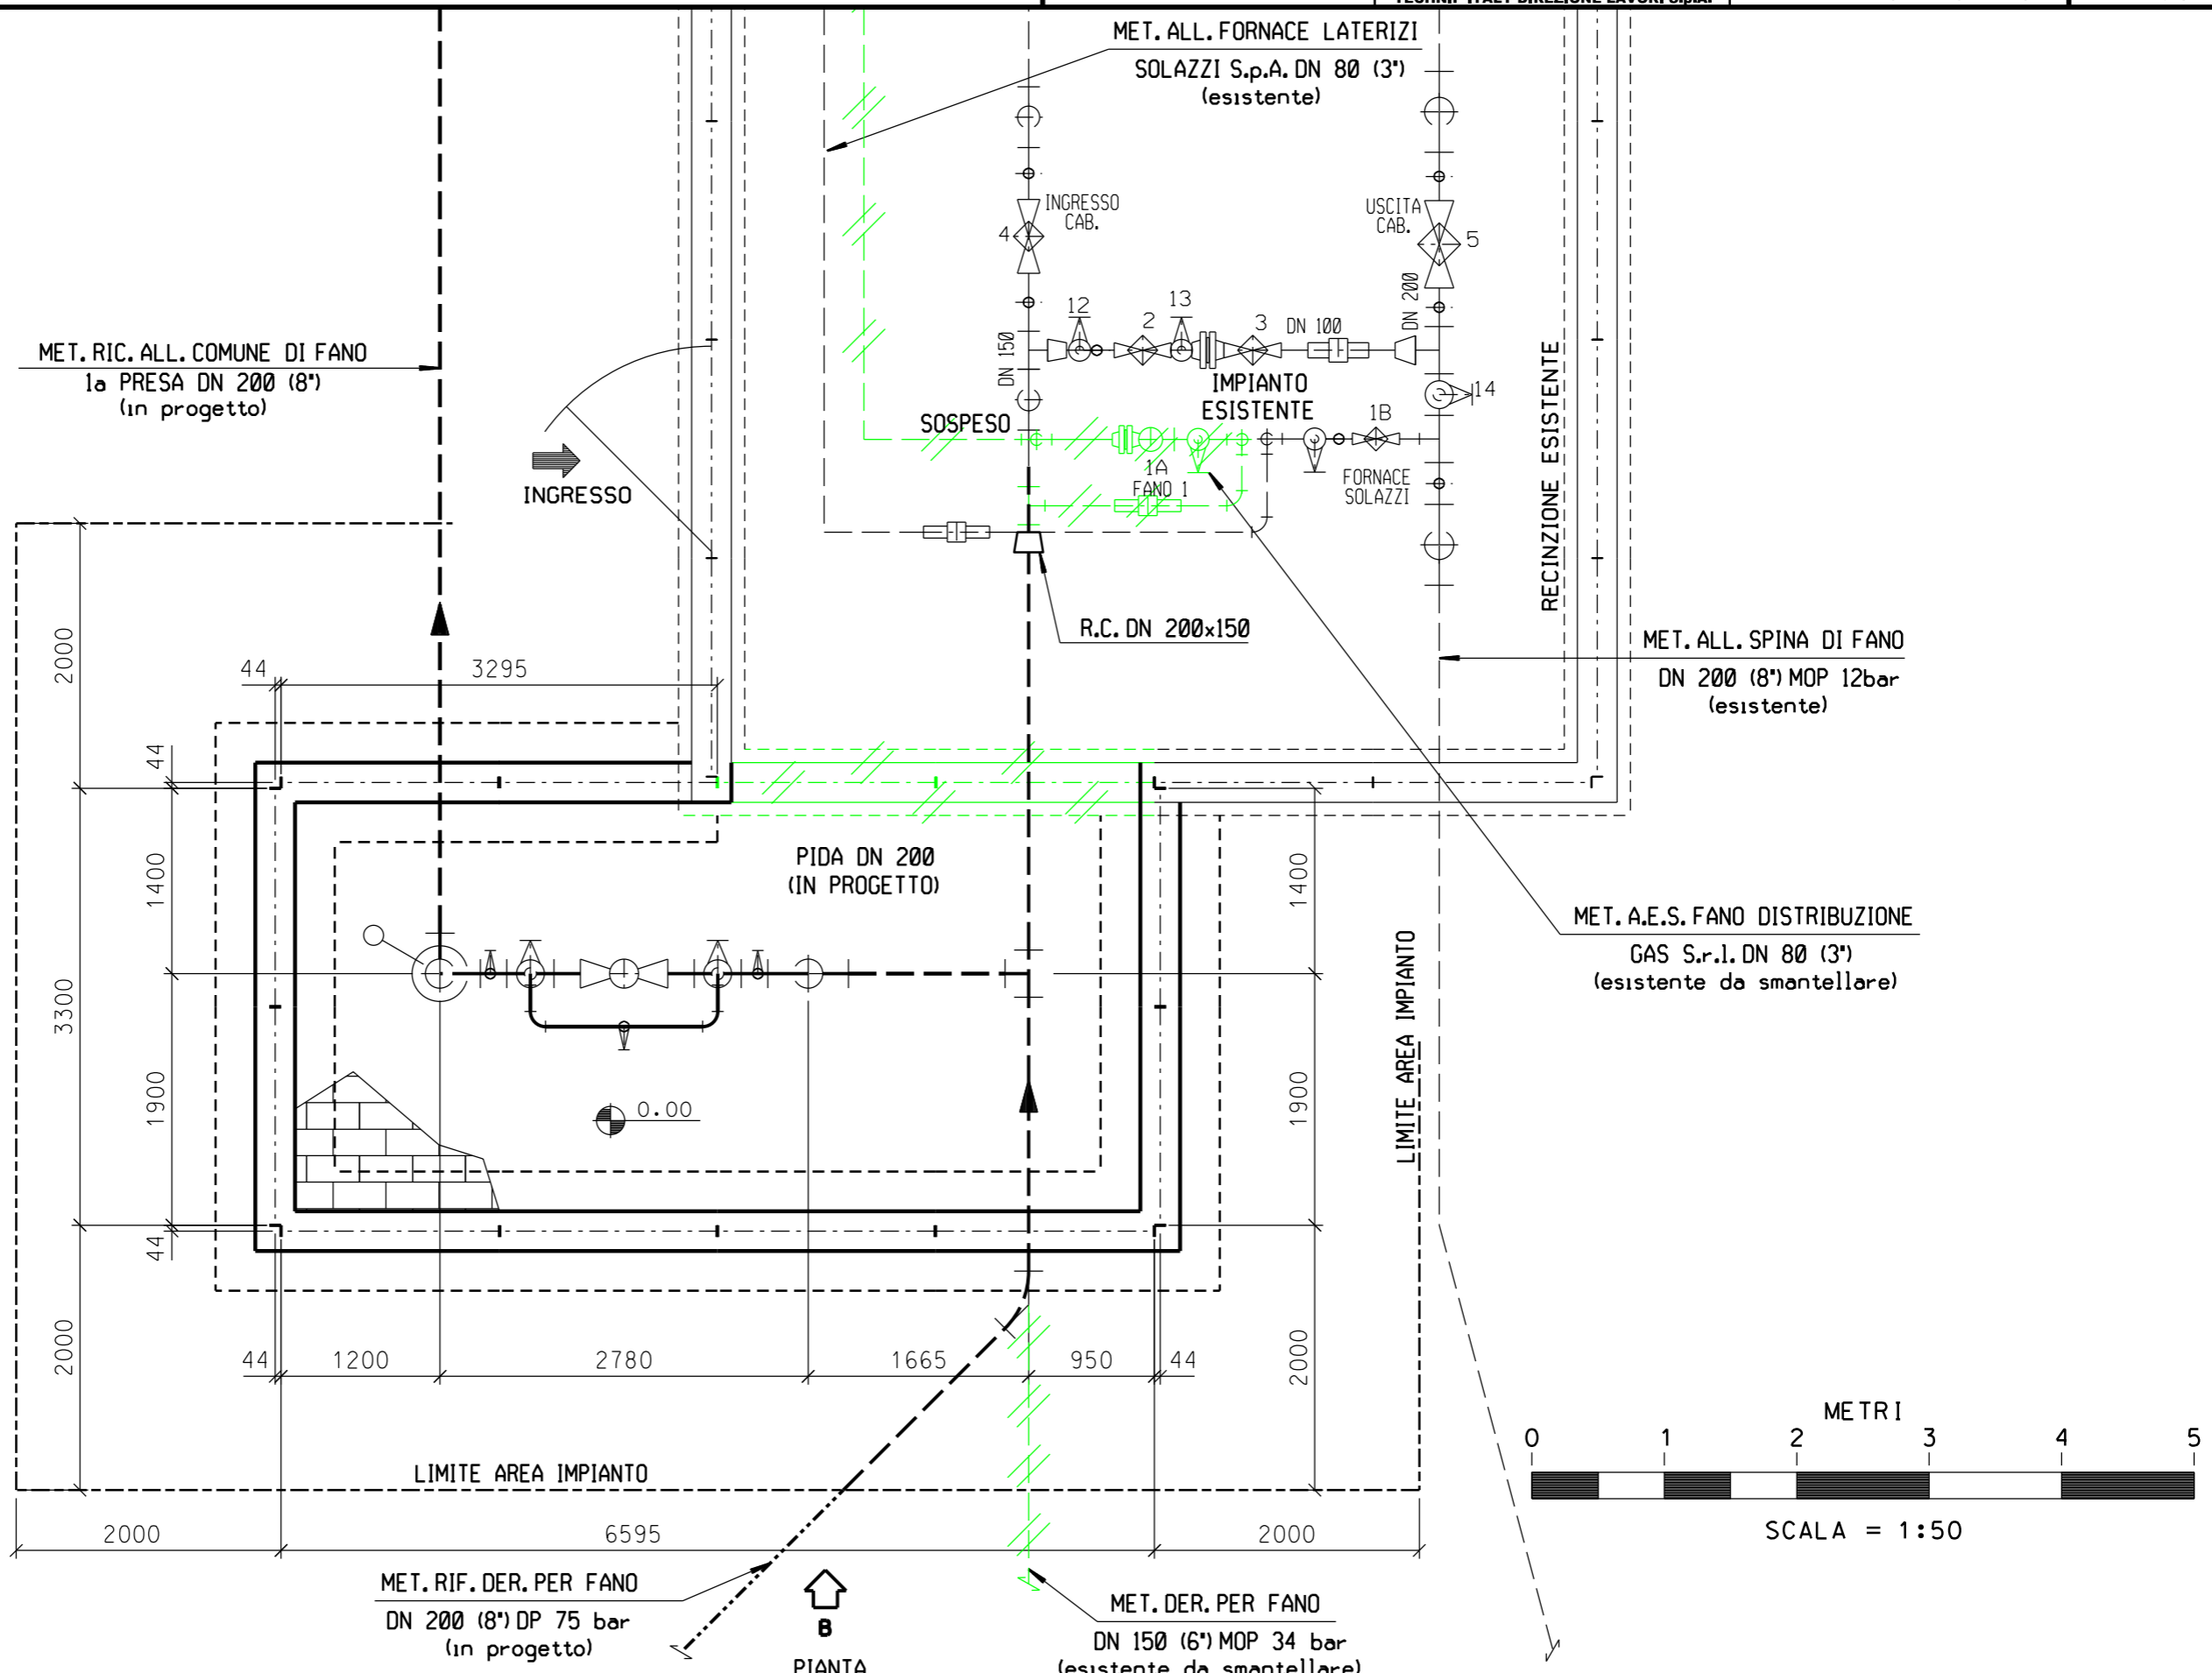 MET. ALL. FORNACE LATERIZI
SOLAZZI S.p.A. DN 80 (3")
(esistente)
INGRESSO
CAB.
4
USCITA
CAB.
5
DN 200
12
2
13
3
DN 100
DN 150
MET. RIC. ALL. COMUNE DI FANO
1a PRESA DN 200 (8")
(in progetto)
IMPIANTO
ESISTENTE
14
SOSPESO
1B
1A
FANO 1
FORNACE
SOLAZZI
RECINZIONE ESISTENTE
INGRESSO
R.C. DN 200x150
MET. ALL. SPINA DI FANO
DN 200 (8") MOP 12bar
(esistente)
2000
44
3295
44
PIDA DN 200
(IN PROGETTO)
1400
1400
MET. A.E.S. FANO DISTRIBUZIONE
GAS S.r.l. DN 80 (3")
(esistente da smantellare)
LIMITE AREA IMPIANTO
3300
1900
0.00
1900
44
2000
44
1200
2780
1665
950
44
2000
METRI
0 1 2 3 4 5
SCALA = 1:50
LIMITE AREA IMPIANTO
2000
6595
2000
MET. RIF. DER. PER FANO
DN 200 (8") DP 75 bar
(in progetto)
B
PIANTA
MET. DER. PER FANO
DN 150 (6") MOP 34 bar
(esistente da smantellare)